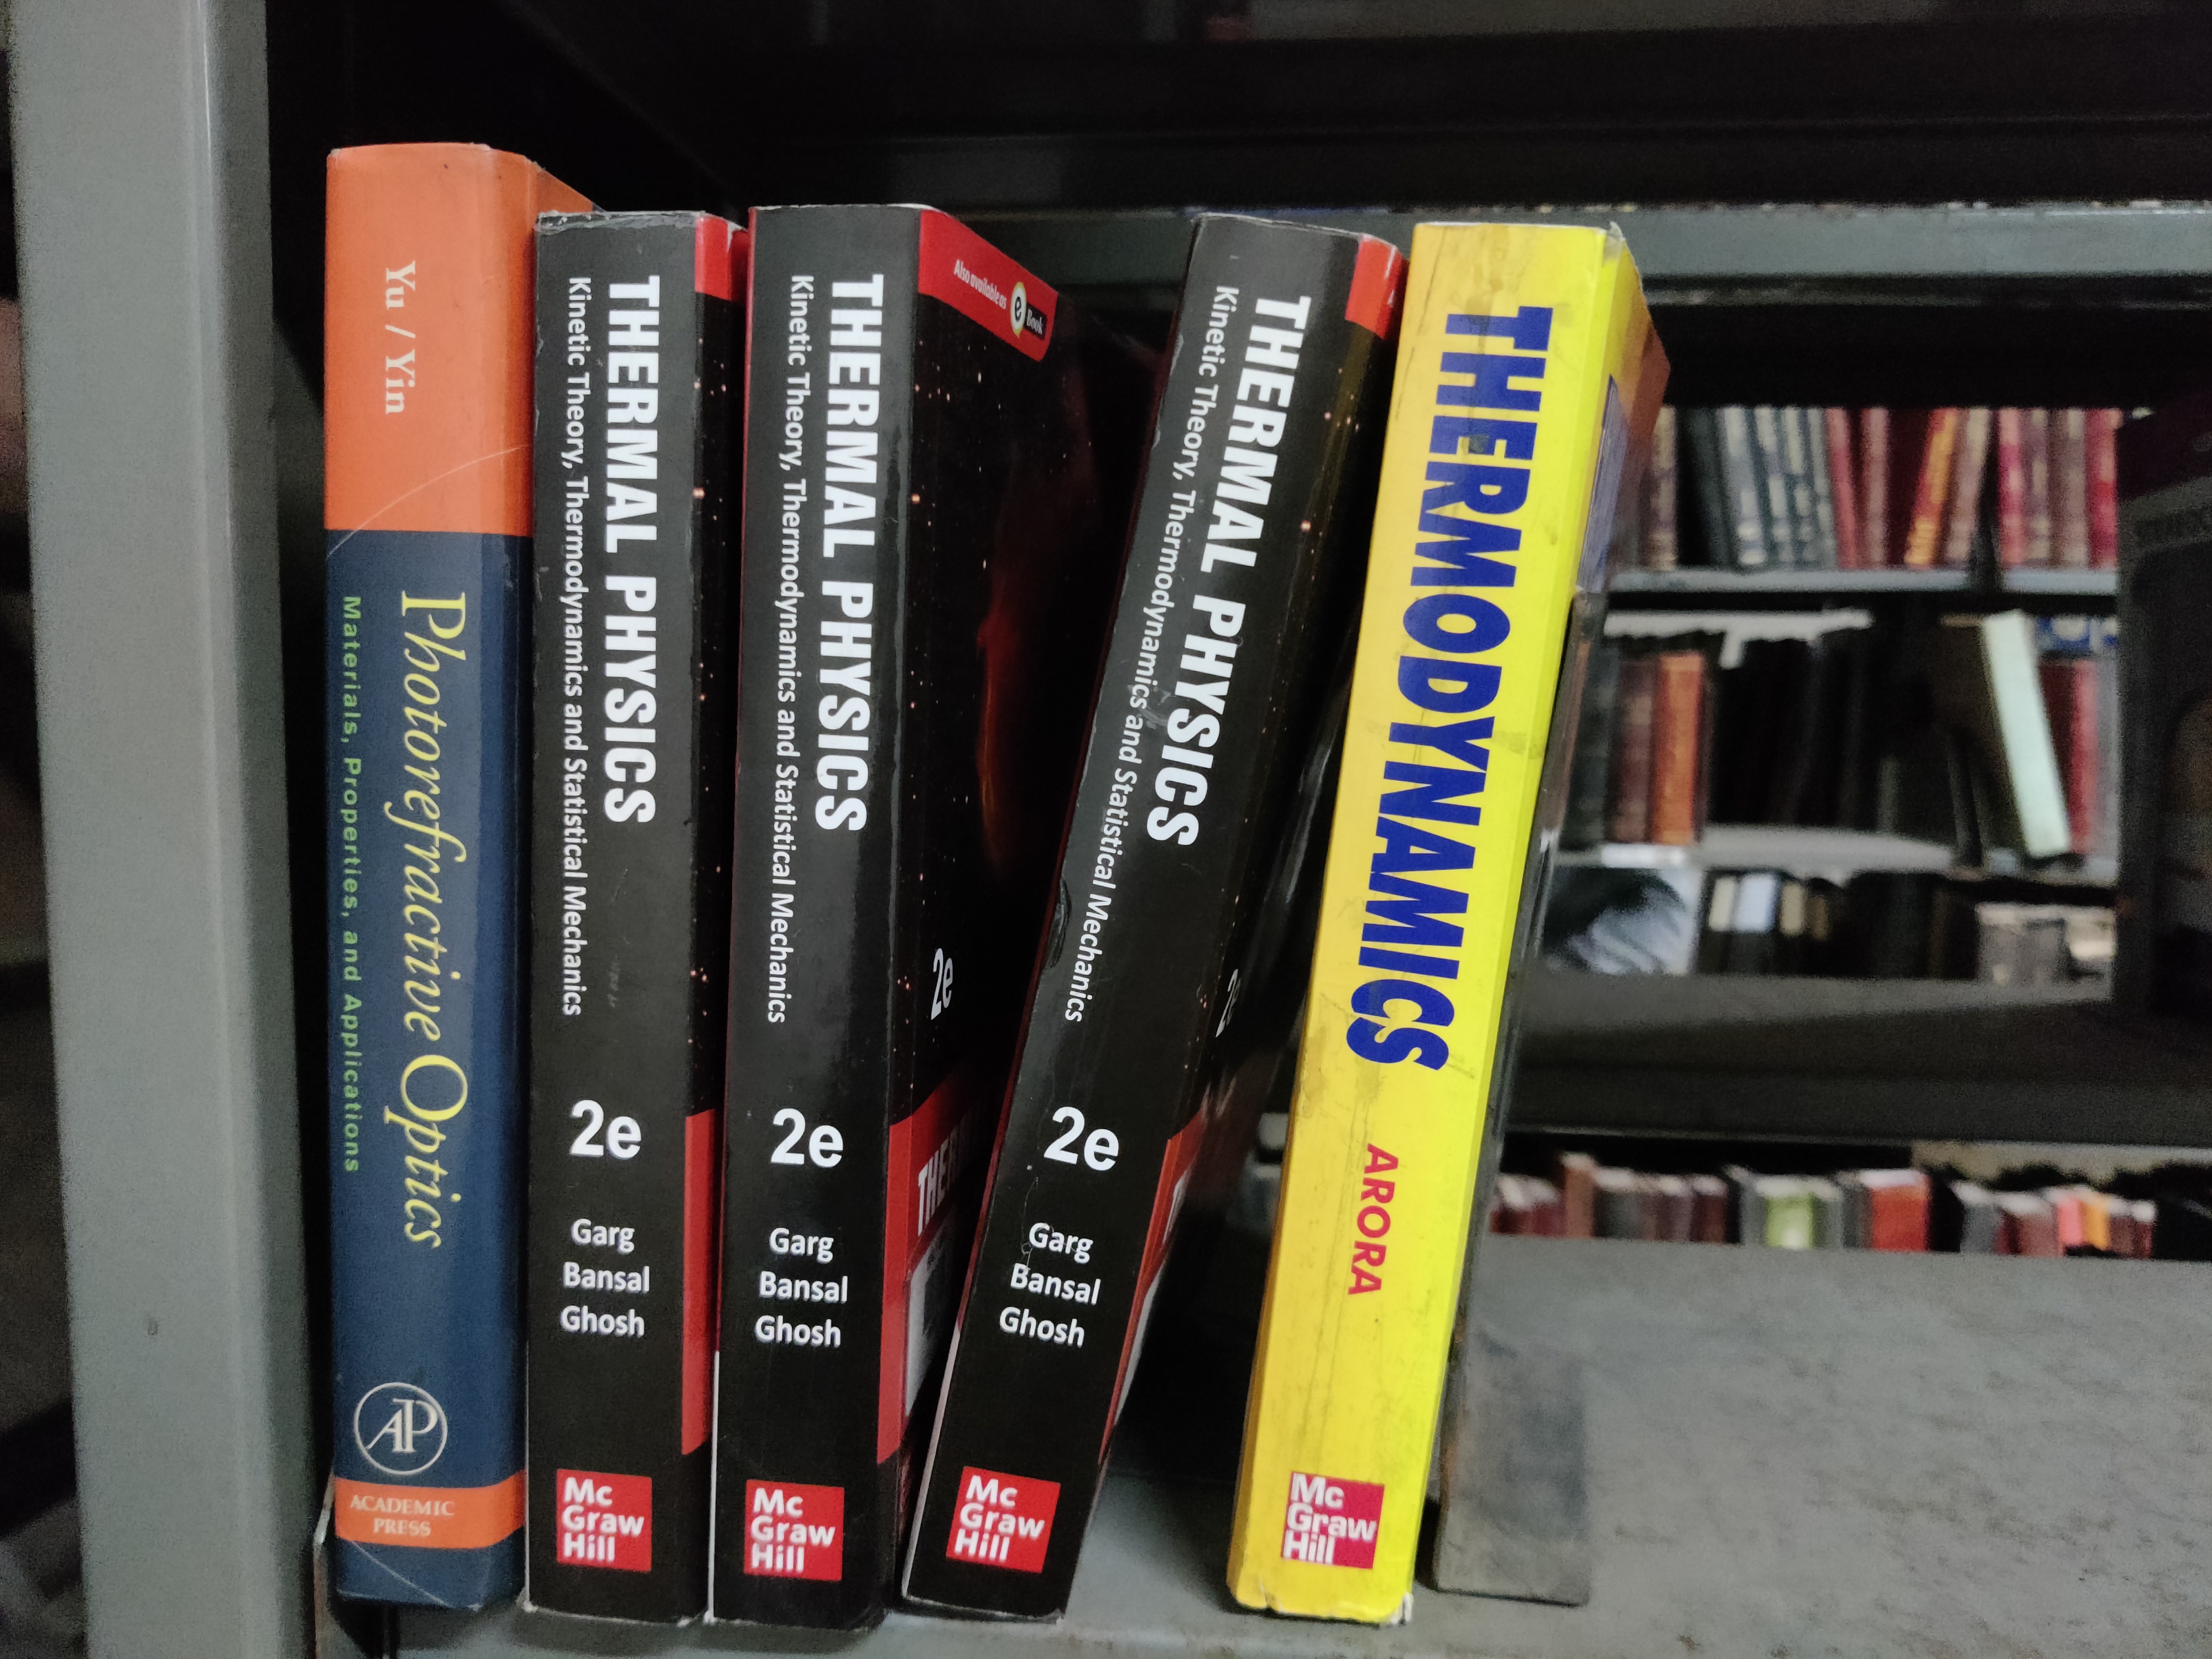 Yu / Yin
Photorefractive Optics
Materials, Properties, and Applications
AP
ACADEMIC
PRESS
THERMAL PHYSICS
Kinetic Theory, Thermodynamics and Statistical Mechanics
2e
Garg
Bansal
Ghosh
Mc
Graw
Hill
THERMAL PHYSICS
Kinetic Theory, Thermodynamics and Statistical Mechanics
2e
Garg
Bansal
Ghosh
Mc
Graw
Hill
Also available as
e Book
2e
THERMAL PHYSICS
Kinetic Theory, Thermodynamics and Statistical Mechanics
2e
Garg
Bansal
Ghosh
Mc
Graw
Hill
2e
THERMODYNAMICS
ARORA
Mc
Graw
Hill